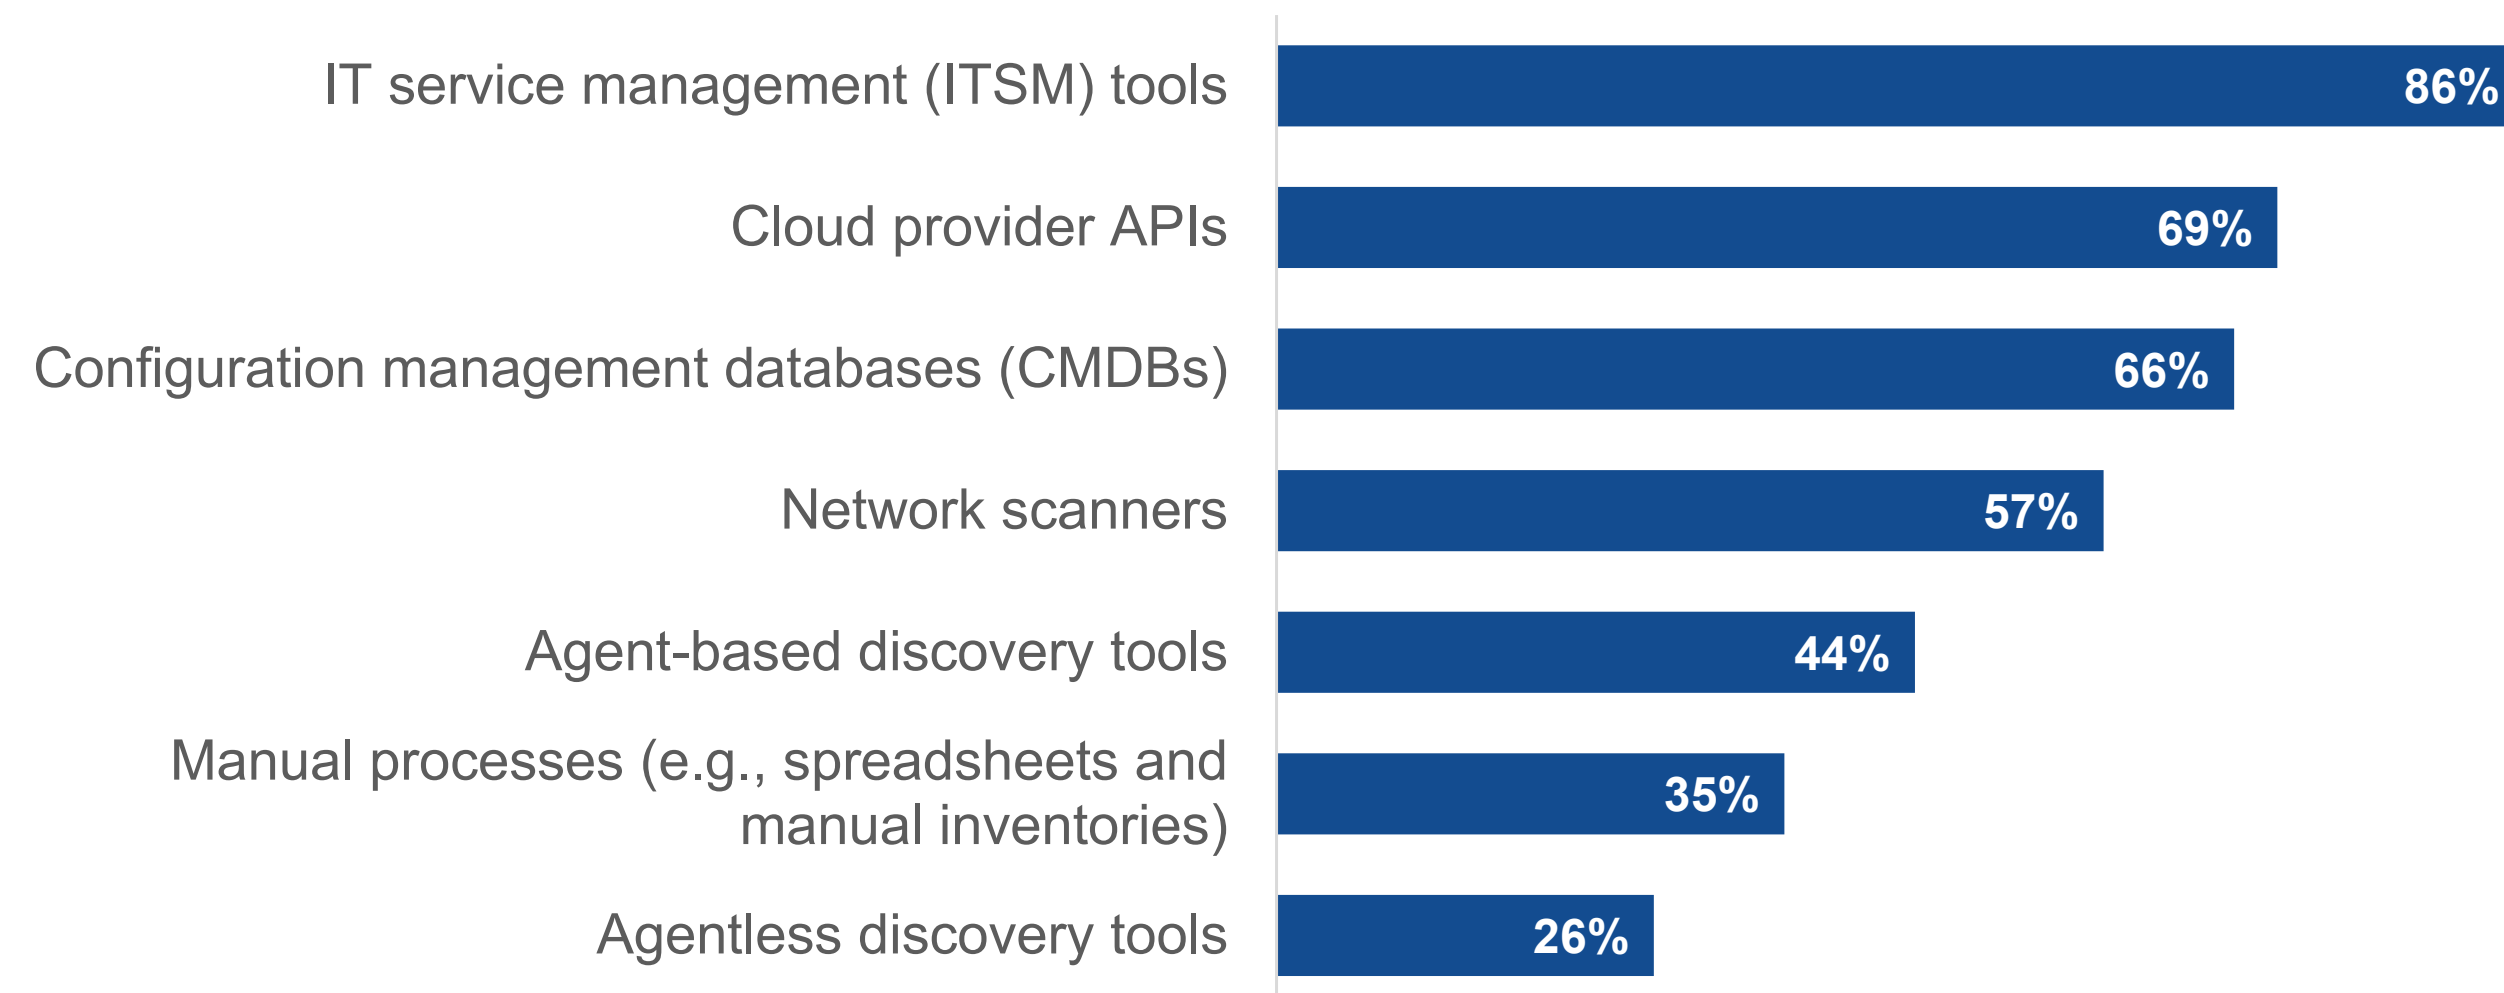 IT service management (ITSM) tools
86%
Cloud provider APIs
69%
Configuration management databases (CMDBs)
66%
Network scanners
57%
Agent-based discovery tools
44%
Manual processes (e.g., spreadsheets and
manual inventories)
35%
Agentless discovery tools
26%